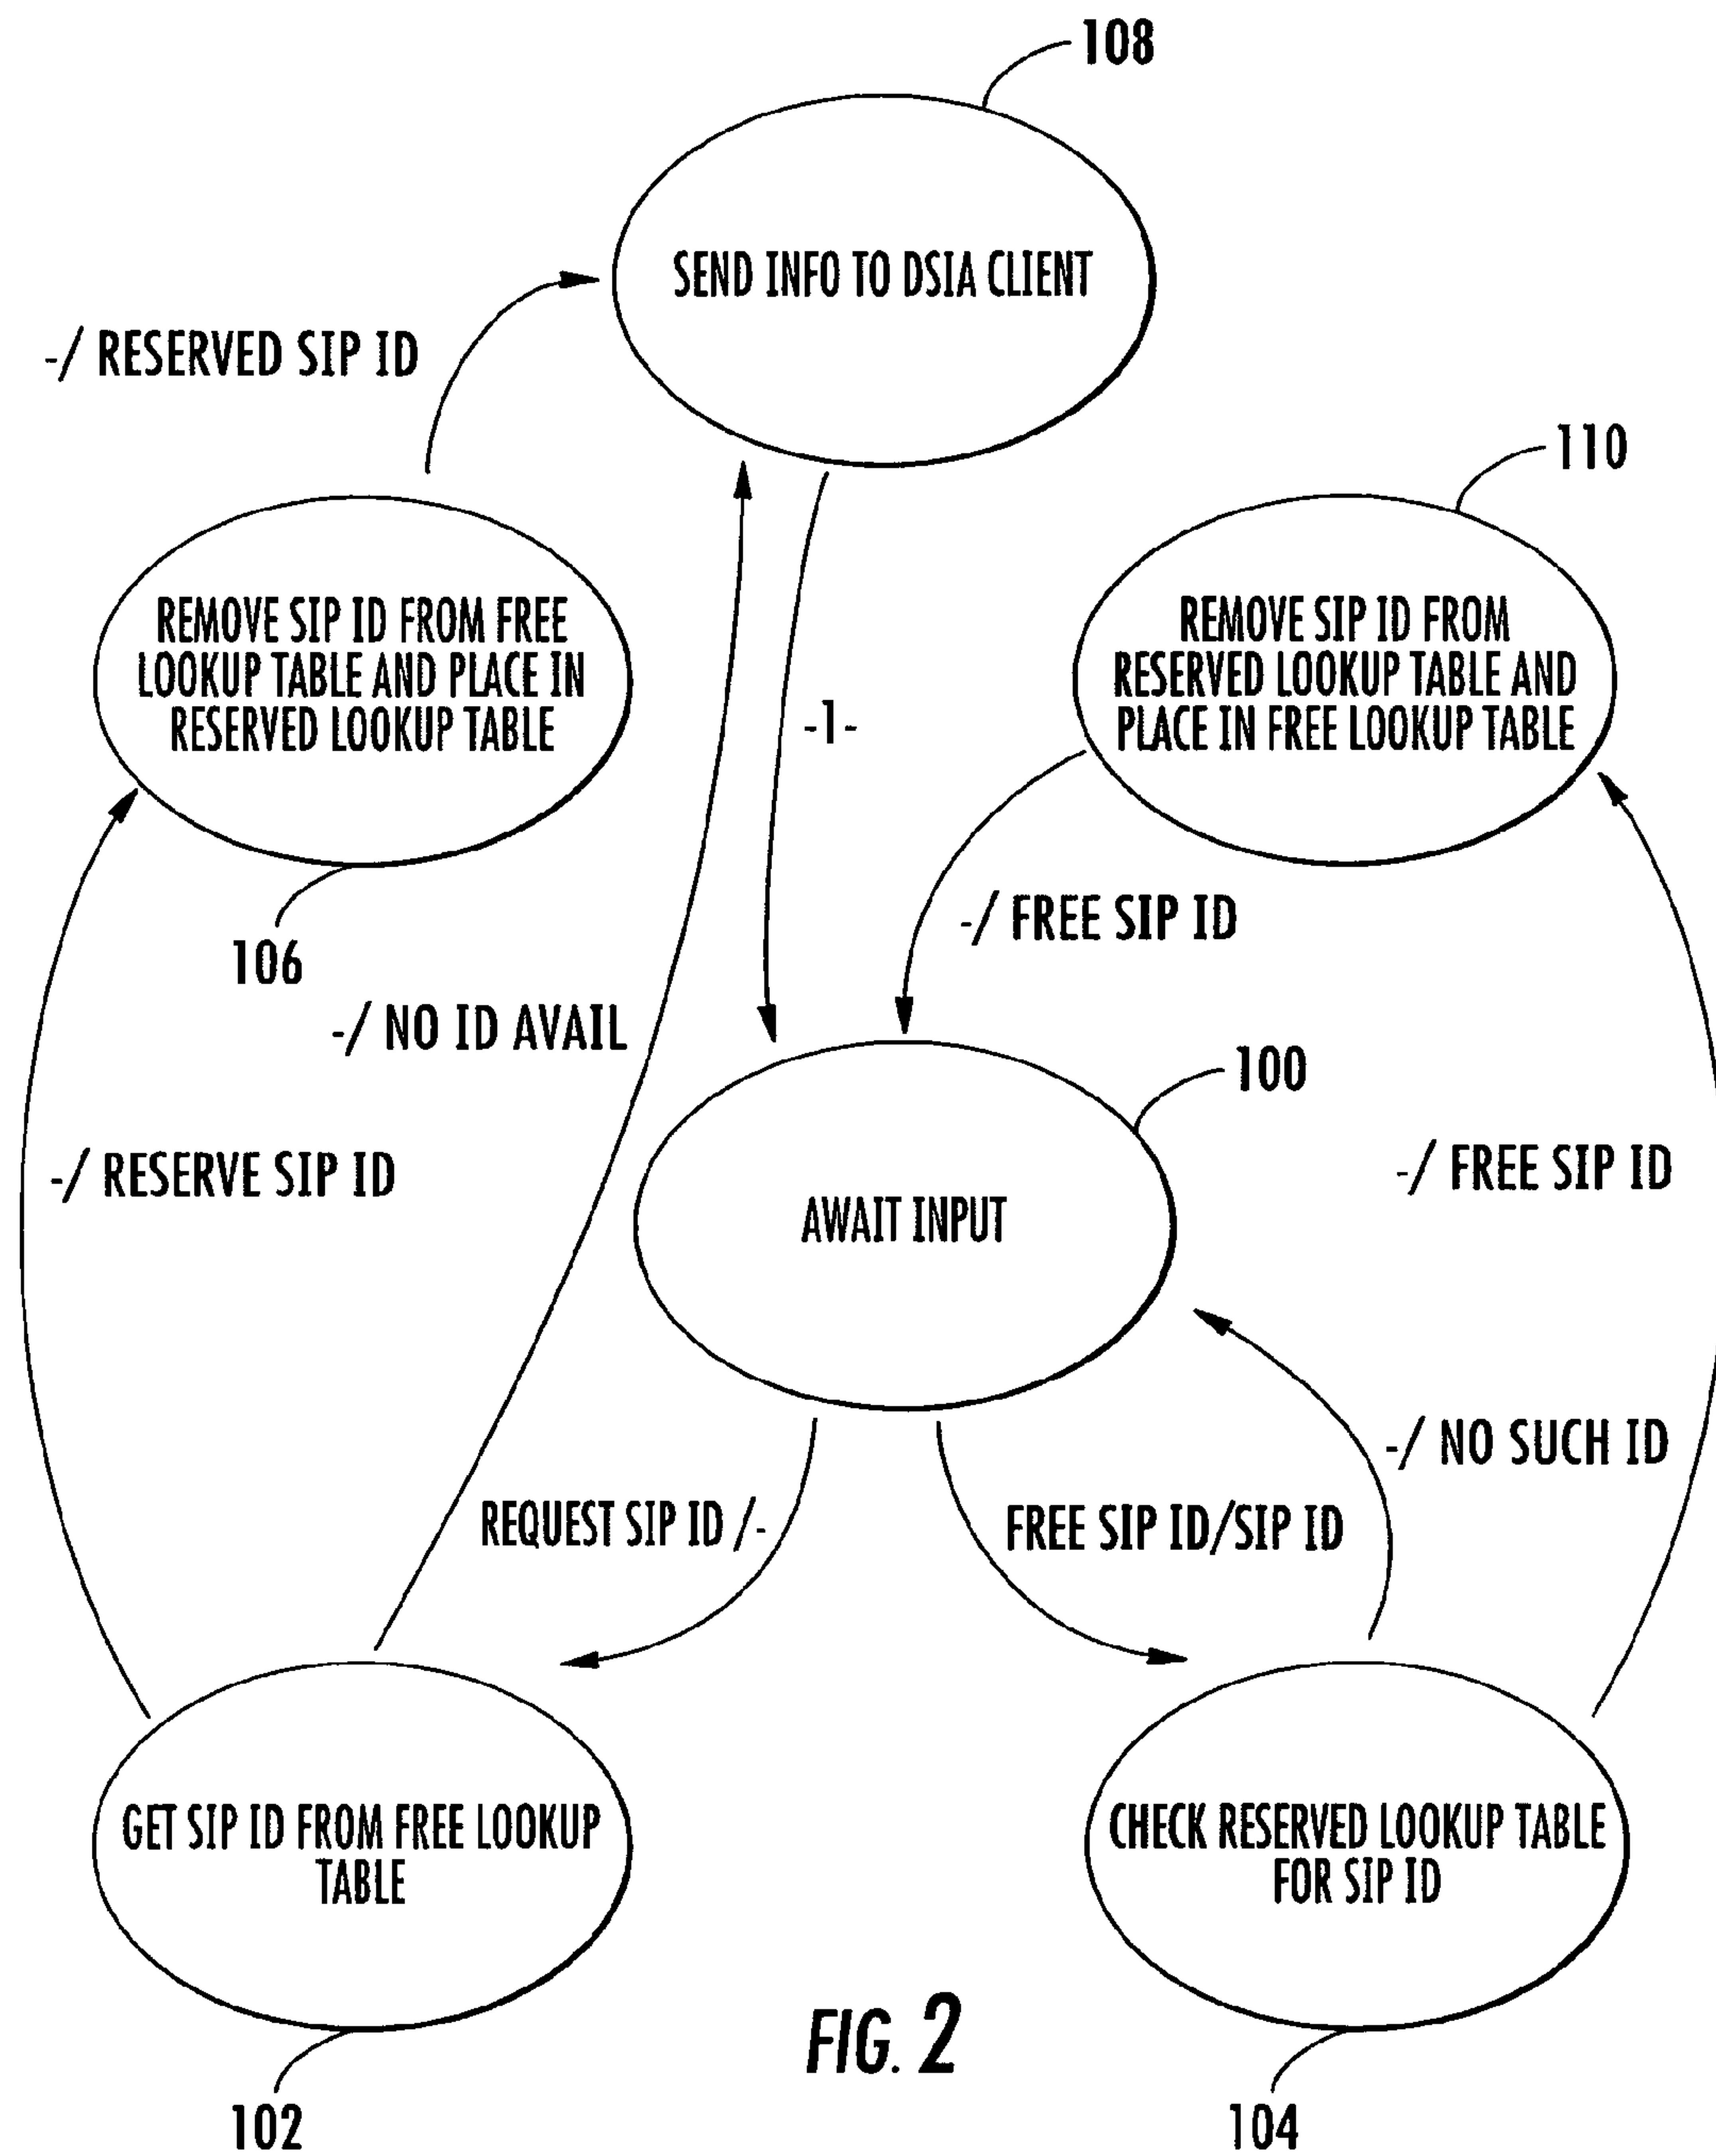 108
SEND INFO TO DSIA CLIENT
-/ RESERVED SIP ID
110
REMOVE SIP ID FROM FREE
LOOKUP TABLE AND PLACE IN
RESERVED LOOKUP TABLE
REMOVE SIP ID FROM
RESERVED LOOKUP TABLE AND
PLACE IN FREE LOOKUP TABLE
-1-
-/ FREE SIP ID
106
-/ NO ID AVAIL
100
-/ RESERVE SIP ID
-/ FREE SIP ID
AWAIT INPUT
-/ NO SUCH ID
REQUEST SIP ID /-
FREE SIP ID/SIP ID
GET SIP ID FROM FREE LOOKUP
TABLE
CHECK RESERVED LOOKUP TABLE
FOR SIP ID
FIG. 2
102
104